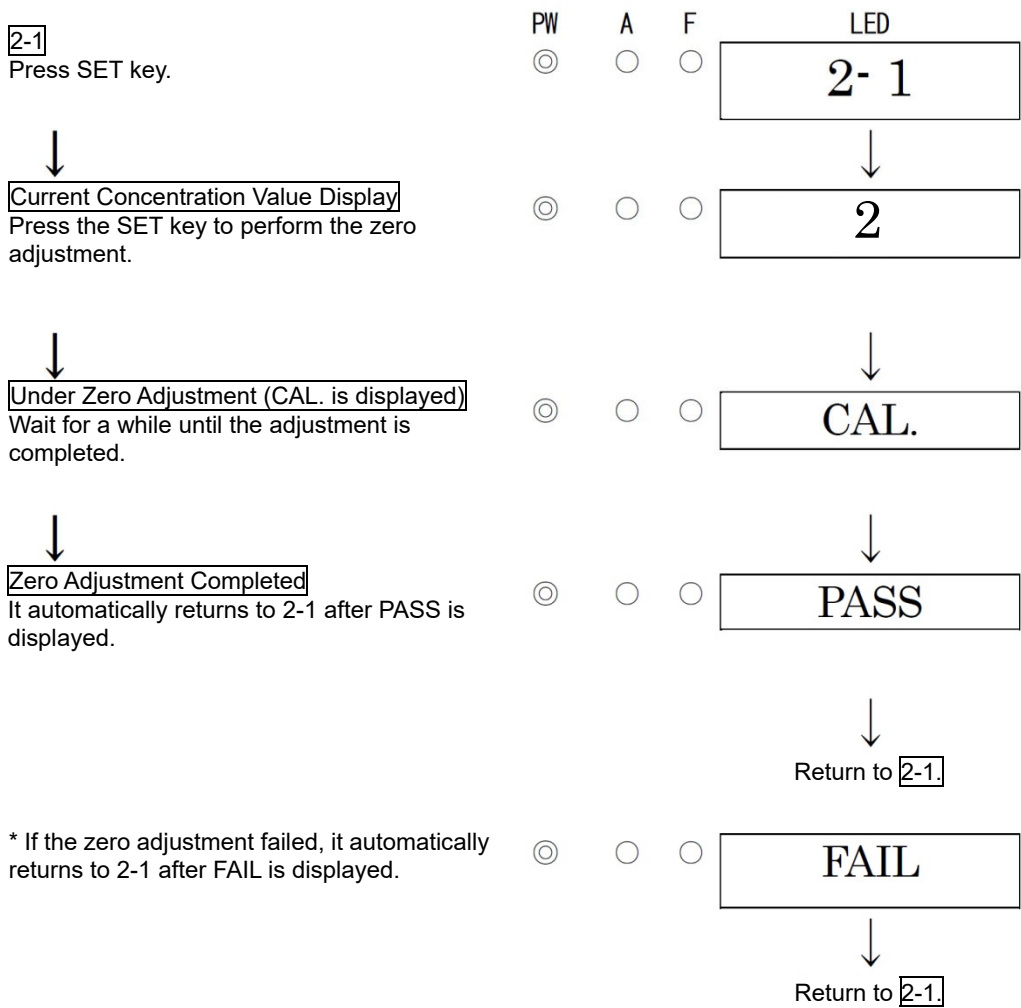 PW A F LED
2-1
Press SET key.
2- 1
Current Concentration Value Display
Press the SET key to perform the zero
adjustment.
2
Under Zero Adjustment (CAL. is displayed)
Wait for a while until the adjustment is
completed.
CAL.
Zero Adjustment Completed
It automatically returns to 2-1 after PASS is
displayed.
PASS
Return to 2-1.
* If the zero adjustment failed, it automatically
returns to 2-1 after FAIL is displayed.
FAIL
Return to 2-1.